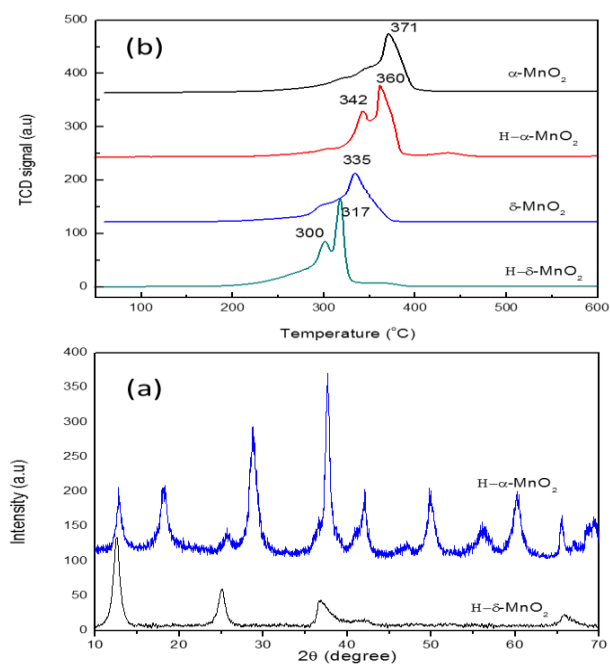 (b)
500
400
300
200
100
0
TCD signal (a.u)
371
α-MnO₂
360
342
H-α-MnO₂
335
δ-MnO₂
317
300
H-δ-MnO₂
100 200 300 400 500 600
Temperature (°C)
(a)
400
350
300
250
200
150
100
50
0
Intensity (a.u)
H-α-MnO₂
H-δ-MnO₂
10 20 30 40 50 60 70
2θ (degree)